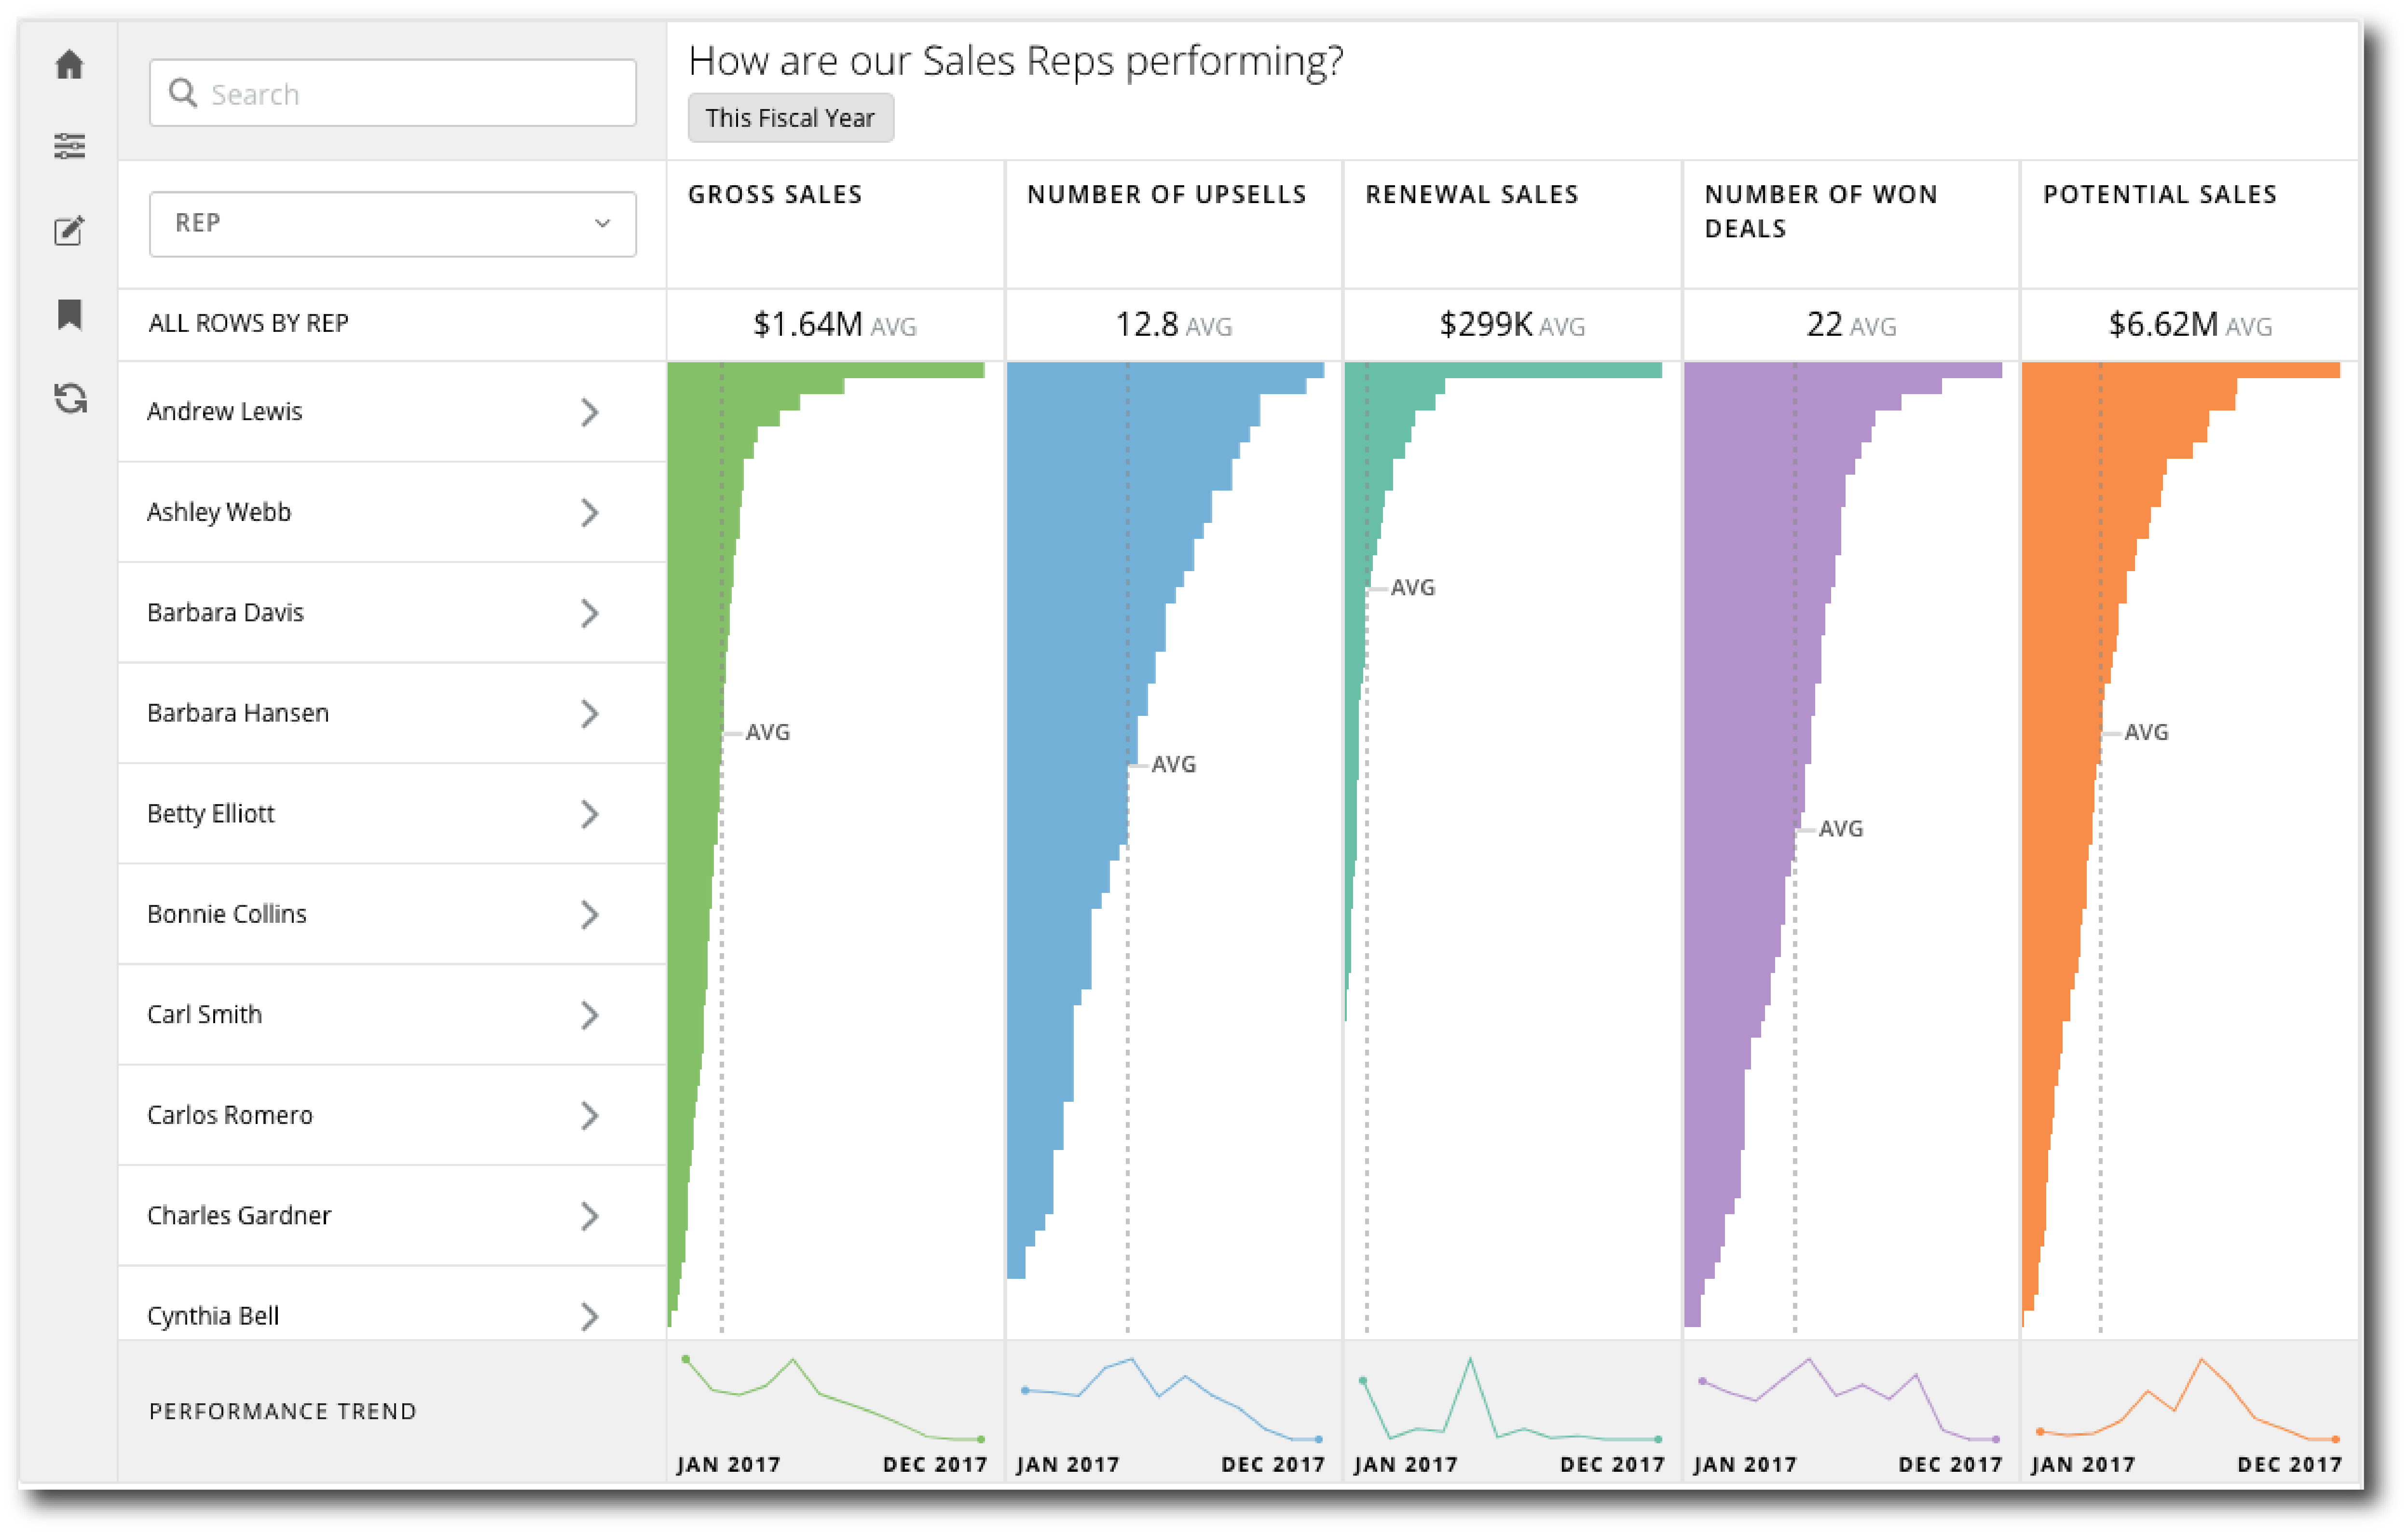 Search
How are our Sales Reps performing?
This Fiscal Year
REP
GROSS SALES
NUMBER OF UPSELLS
RENEWAL SALES
NUMBER OF WON
DEALS
POTENTIAL SALES
ALL ROWS BY REP
$1.64M AVG
12.8 AVG
$299K AVG
22 AVG
$6.62M AVG
Andrew Lewis
Ashley Webb
Barbara Davis
Barbara Hansen
Betty Elliott
Bonnie Collins
Carl Smith
Carlos Romero
Charles Gardner
Cynthia Bell
AVG
AVG
AVG
AVG
AVG
PERFORMANCE TREND
JAN 2017 DEC 2017
JAN 2017 DEC 2017
JAN 2017 DEC 2017
JAN 2017 DEC 2017
JAN 2017 DEC 2017